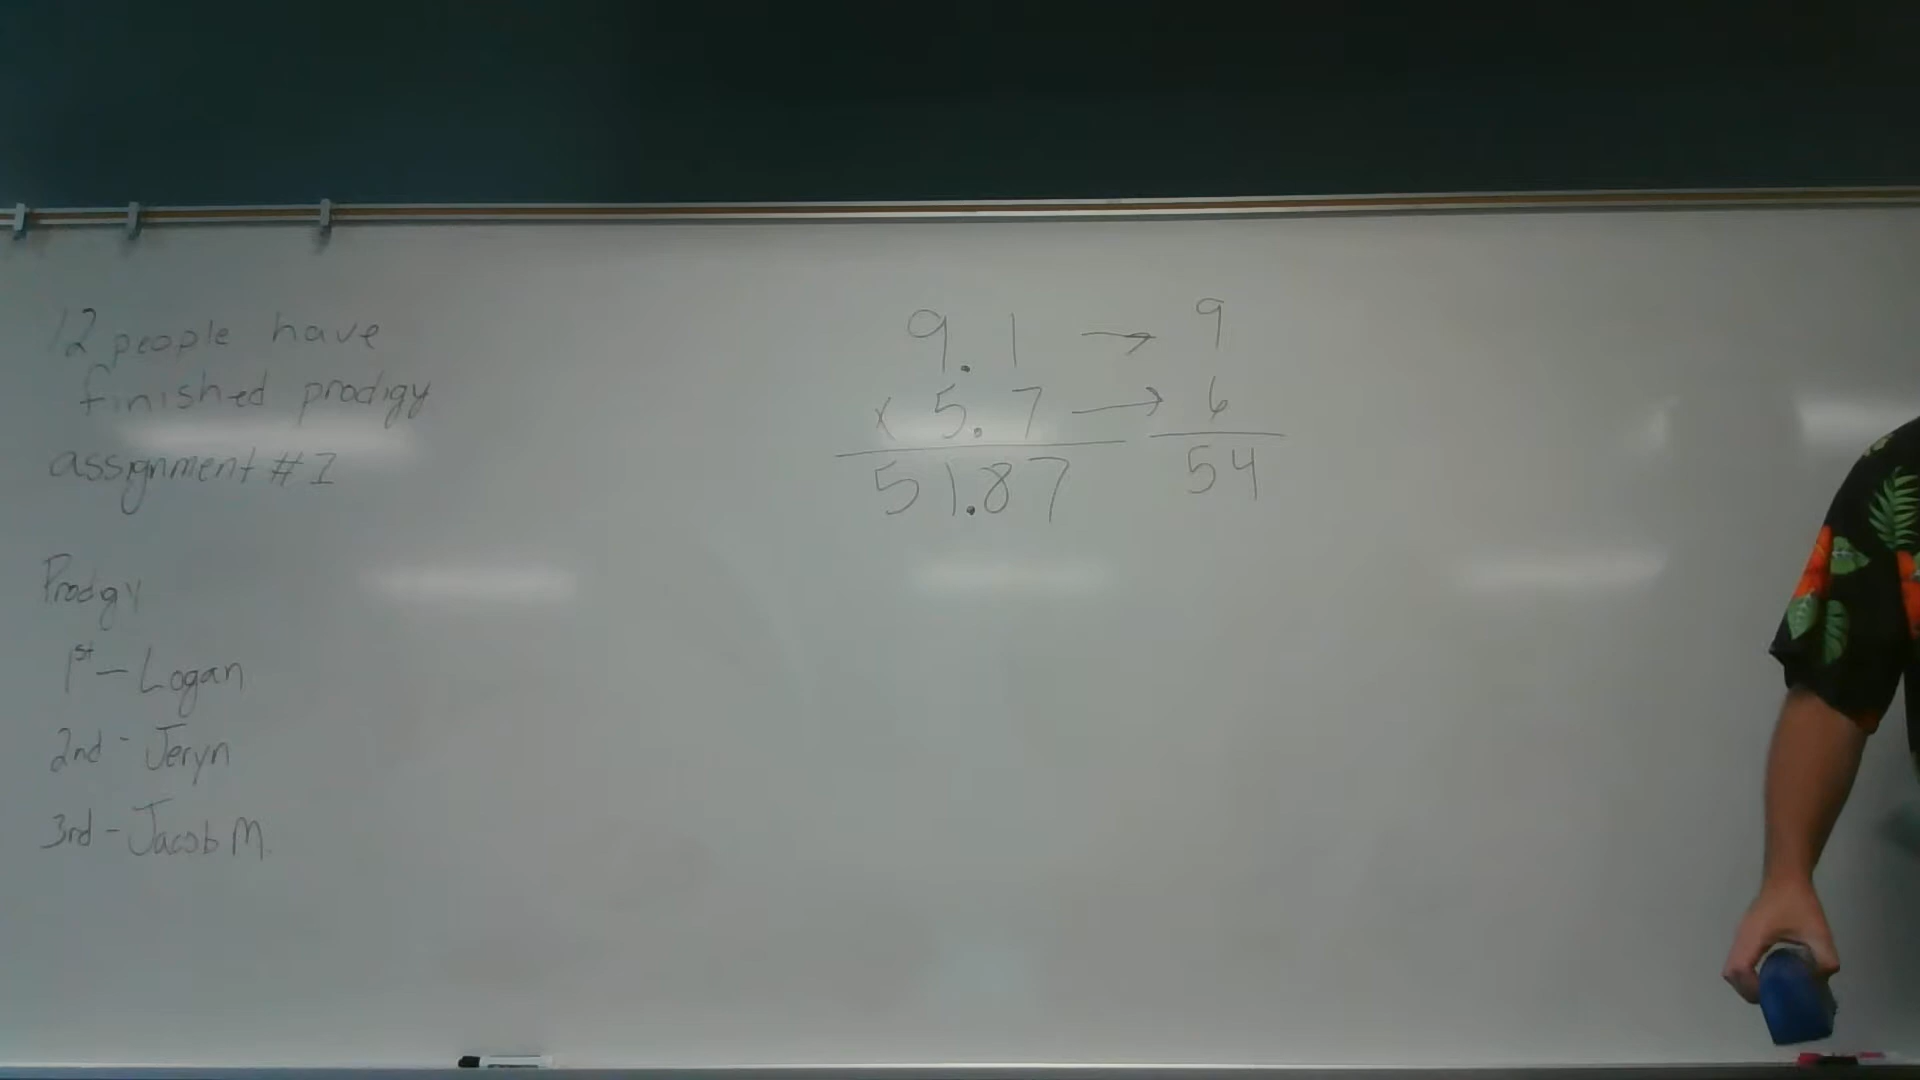 12 people have
finished prodigy
assignment #1
Prodgy
1st - Logan
2nd - Jeryn
3rd - Jacob M.
9.1 → 9
x 5.7 → 6
51.87 54